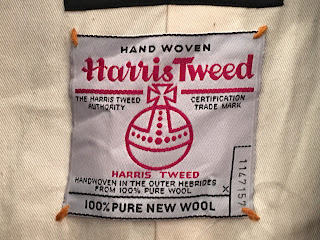 HAND WOVEN
Harris Tweed
THE HARRIS TWEED CERTIFICATION
AUTHORITY TRADE MARK
HARRIS TWEED
HANDWOVEN IN THE OUTER HEBRIDES
FROM 100% PURE WOOL
X
100% PURE NEW WOOL